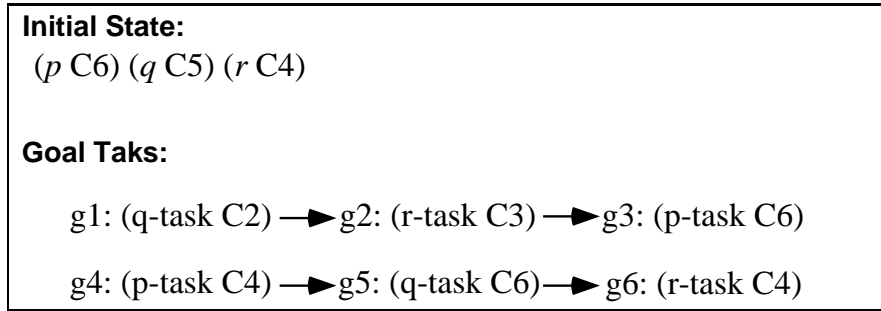 Initial State:
(p C6) (q C5) (r C4)
Goal Taks:
g1: (q-task C2) → g2: (r-task C3) → g3: (p-task C6)
g4: (p-task C4) → g5: (q-task C6) → g6: (r-task C4)